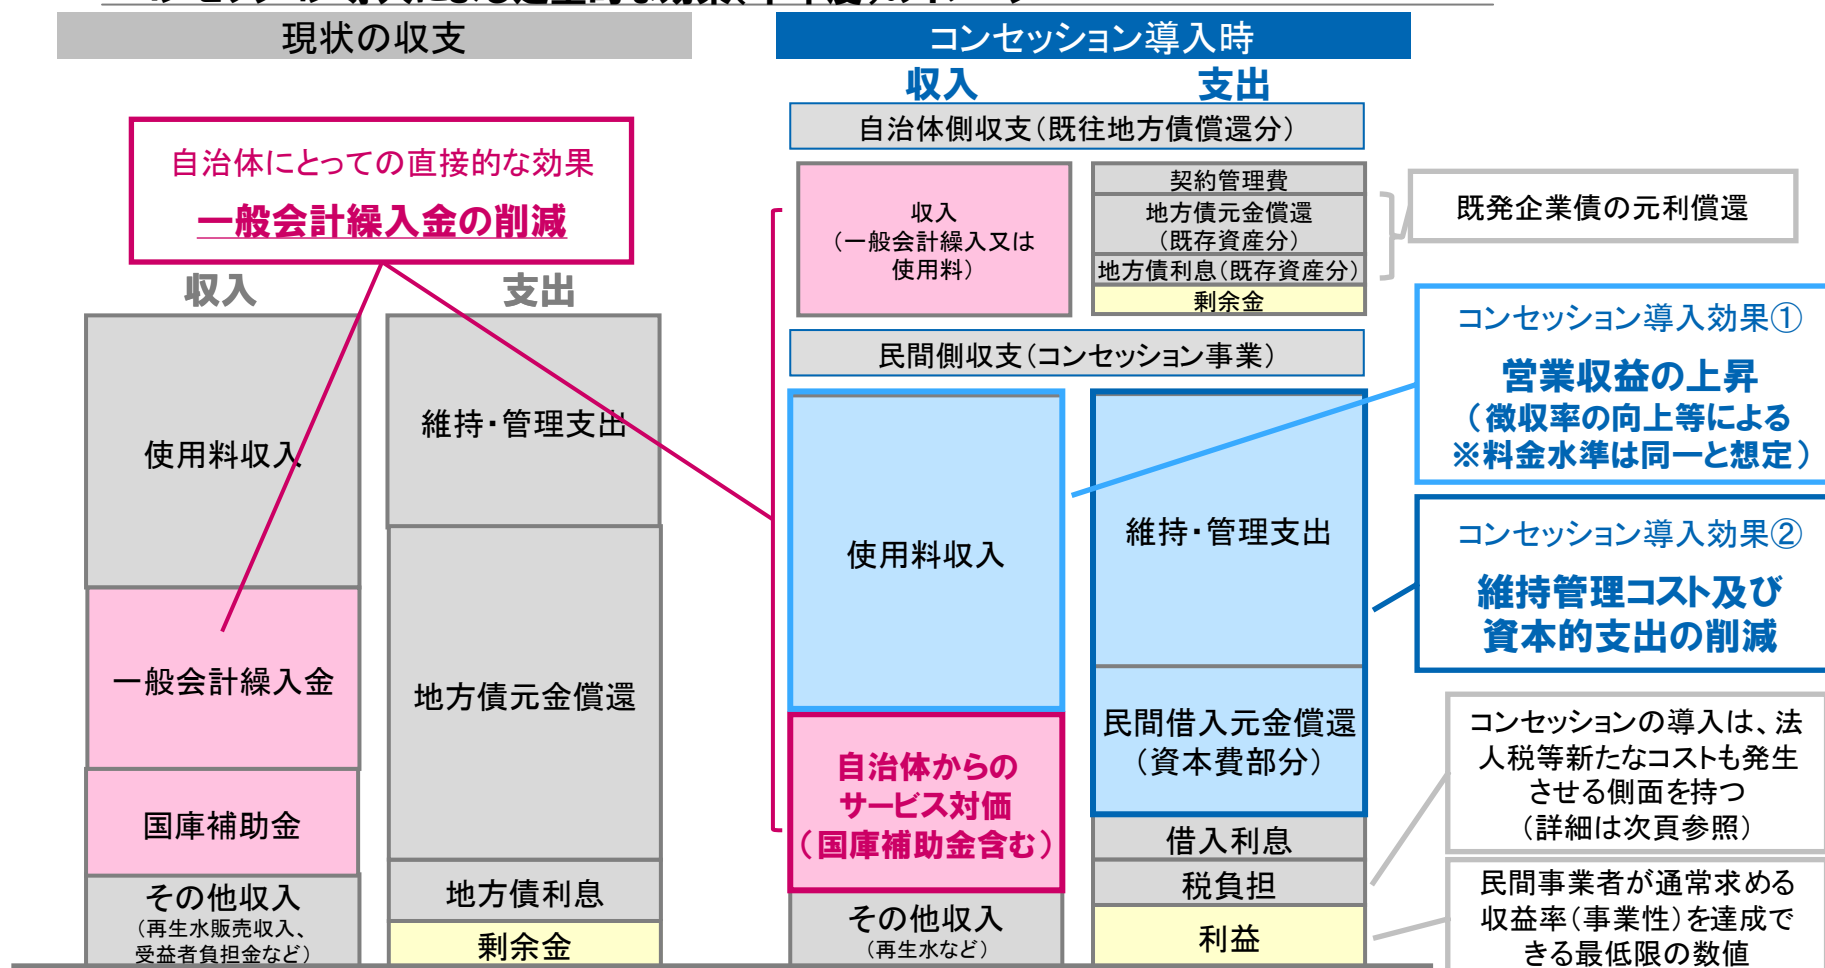 現状の収支
自治体にとっての直接的な効果
一般会計繰入金の削減
収入
支出
使用料収入
一般会計繰入金
国庫補助金
その他収入
（再生水販売収入、
受益者負担金など）
維持・管理支出
地方債元金償還
地方債利息
剰余金
コンセッション導入時
収入
支出
自治体側収支（既往地方債償還分）
収入
（一般会計繰入又は
使用料）
契約管理費
地方債元金償還
（既存資産分）
地方債利息（既存資産分）
剰余金
既発企業債の元利償還
民間側収支（コンセッション事業）
使用料収入
自治体からの
サービス対価
（国庫補助金含む）
その他収入
（再生水など）
維持・管理支出
民間借入元金償還
（資本費部分）
借入利息
税負担
利益
コンセッション導入効果①
営業収益の上昇
（徴収率の向上等による
※料金水準は同一と想定）
コンセッション導入効果②
維持管理コスト及び
資本的支出の削減
コンセッションの導入は、法
人税等新たなコストも発生
させる側面を持つ
（詳細は次頁参照）
民間事業者が通常求める
収益率（事業性）を達成で
きる最低限の数値